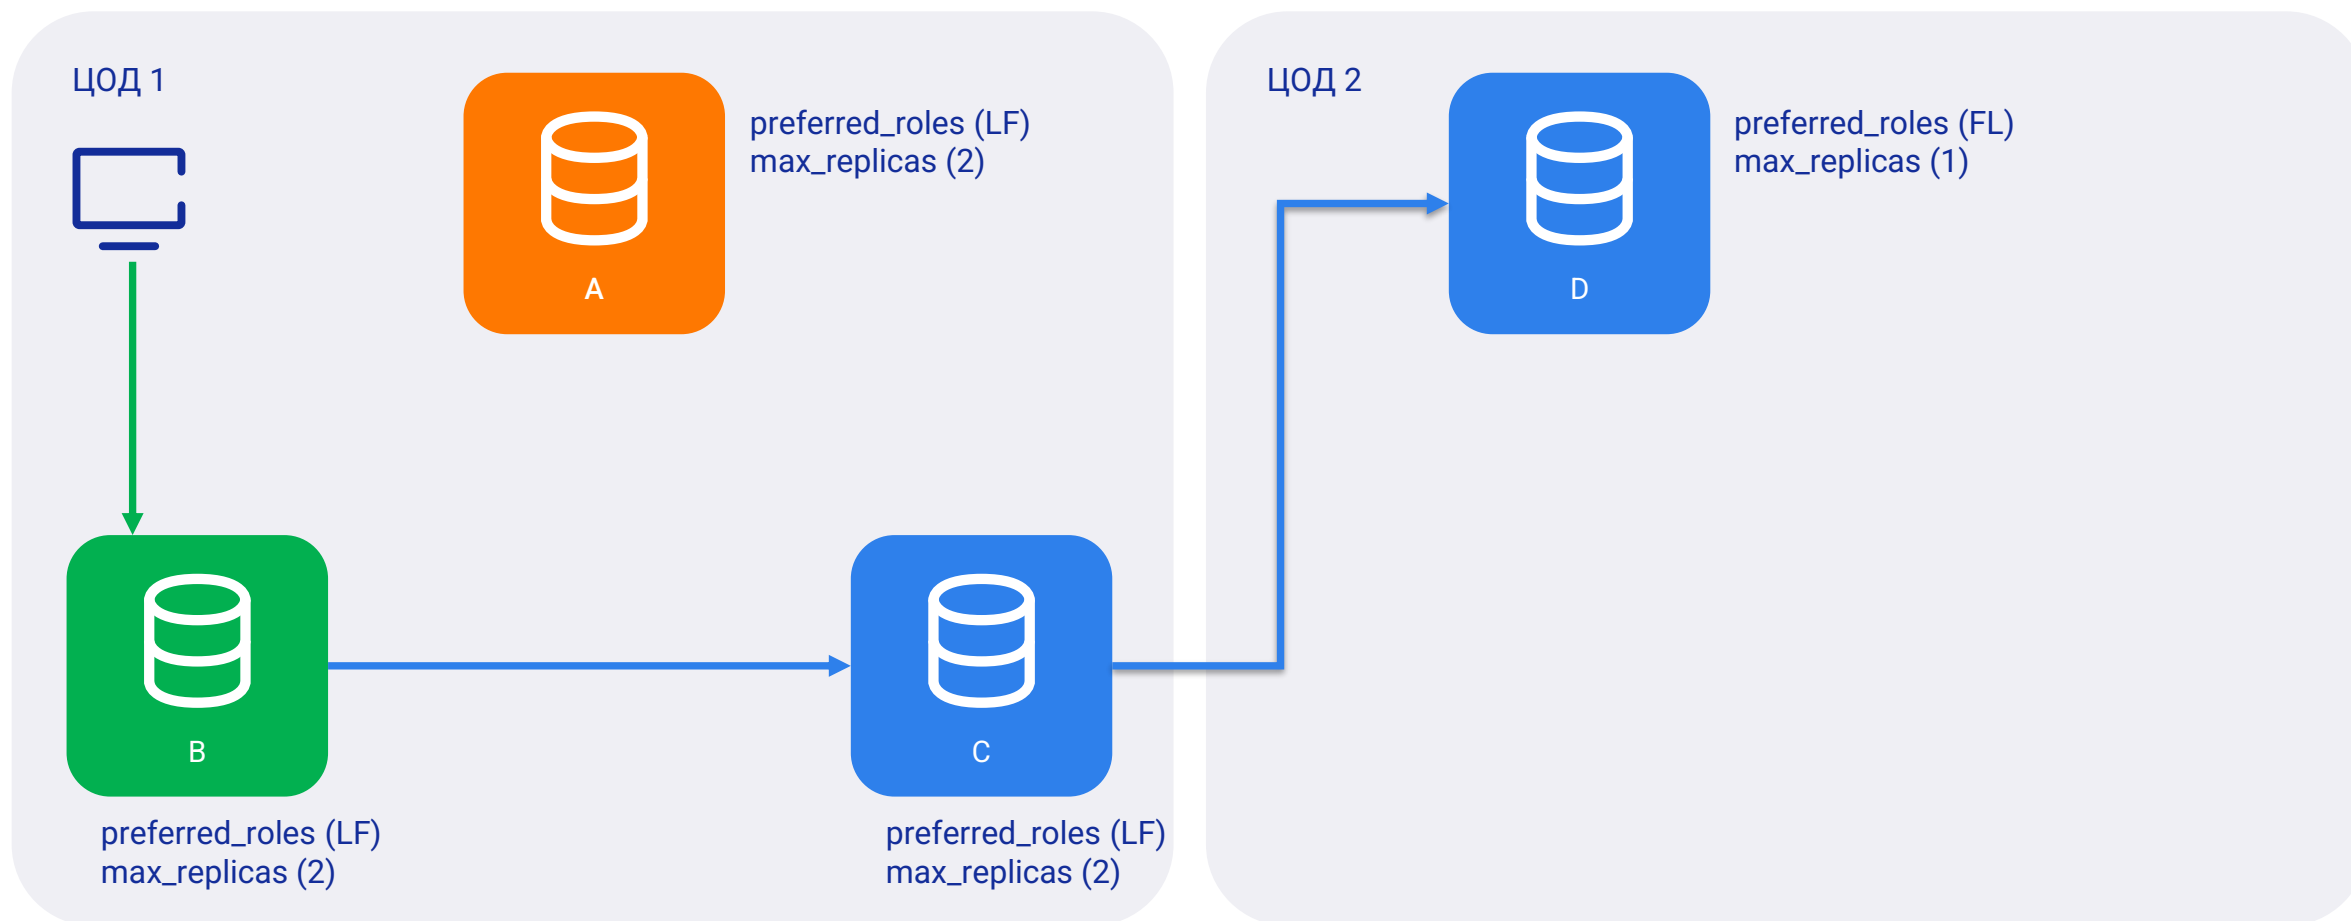 ЦОД 1
A
preferred_roles (LF)
max_replicas (2)
B
preferred_roles (LF)
max_replicas (2)
C
preferred_roles (LF)
max_replicas (2)
ЦОД 2
D
preferred_roles (FL)
max_replicas (1)